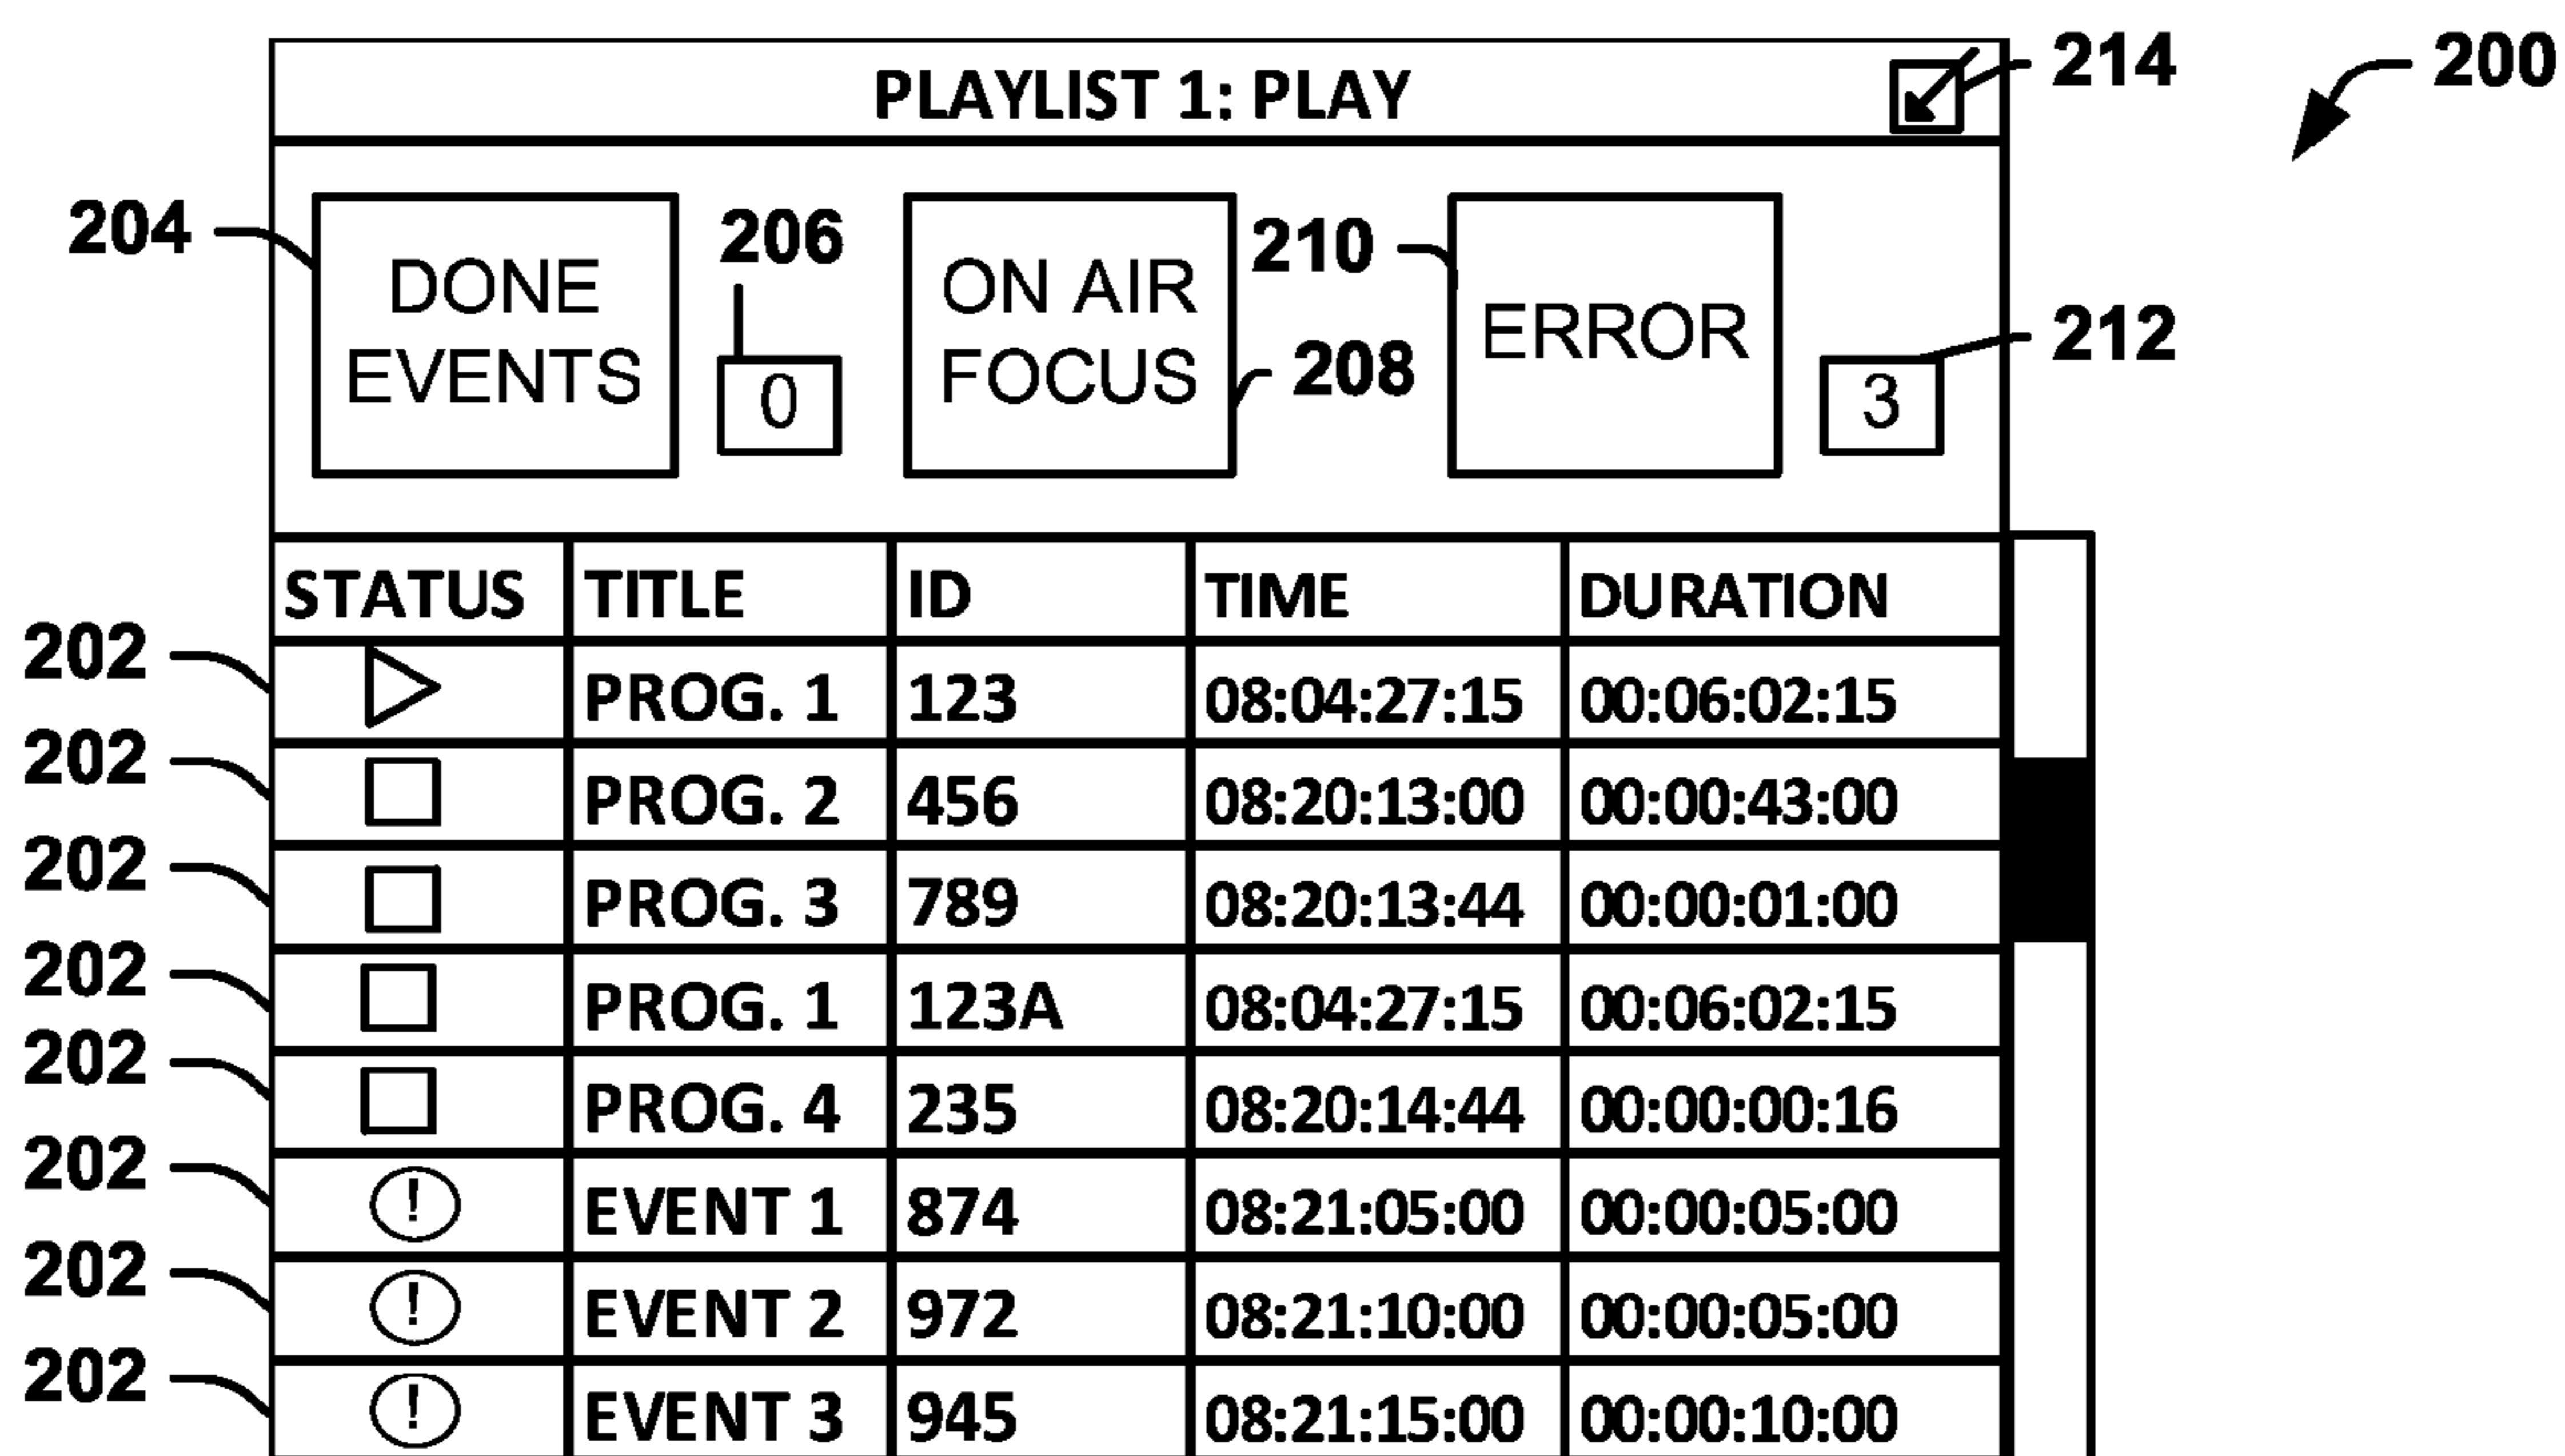 PLAYLIST 1: PLAY
214
200
204
DONE
EVENTS
206
0
ON AIR
FOCUS
208
210
ERROR
212
3
STATUS TITLE ID TIME DURATION
202 PROG. 1 123 08:04:27:15 00:06:02:15
202 PROG. 2 456 08:20:13:00 00:00:43:00
202 PROG. 3 789 08:20:13:44 00:00:01:00
202 PROG. 1 123A 08:04:27:15 00:06:02:15
202 PROG. 4 235 08:20:14:44 00:00:00:16
202 ! EVENT 1 874 08:21:05:00 00:00:05:00
202 ! EVENT 2 972 08:21:10:00 00:00:05:00
202 ! EVENT 3 945 08:21:15:00 00:00:10:00